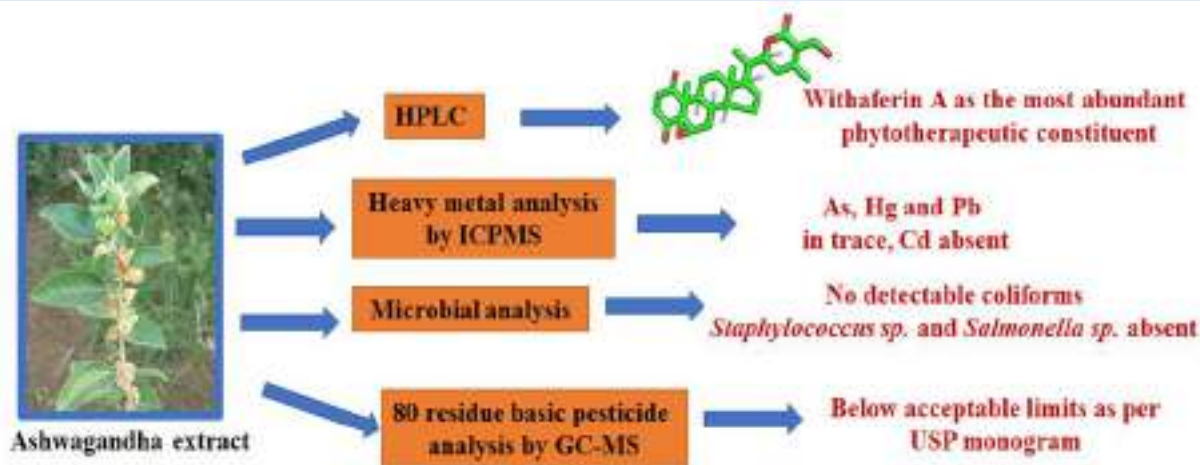 HPLC
Withaferin A as the most abundant
phytotherapeutic constituent
Heavy metal analysis
by ICPMS
As, Hg and Pb
in trace, Cd absent
Microbial analysis
No detectable coliforms
Staphylococcus sp. and Salmonella sp. absent
80 residue basic pesticide
analysis by GC-MS
Below acceptable limits as per
USP monogram
Ashwagandha extract